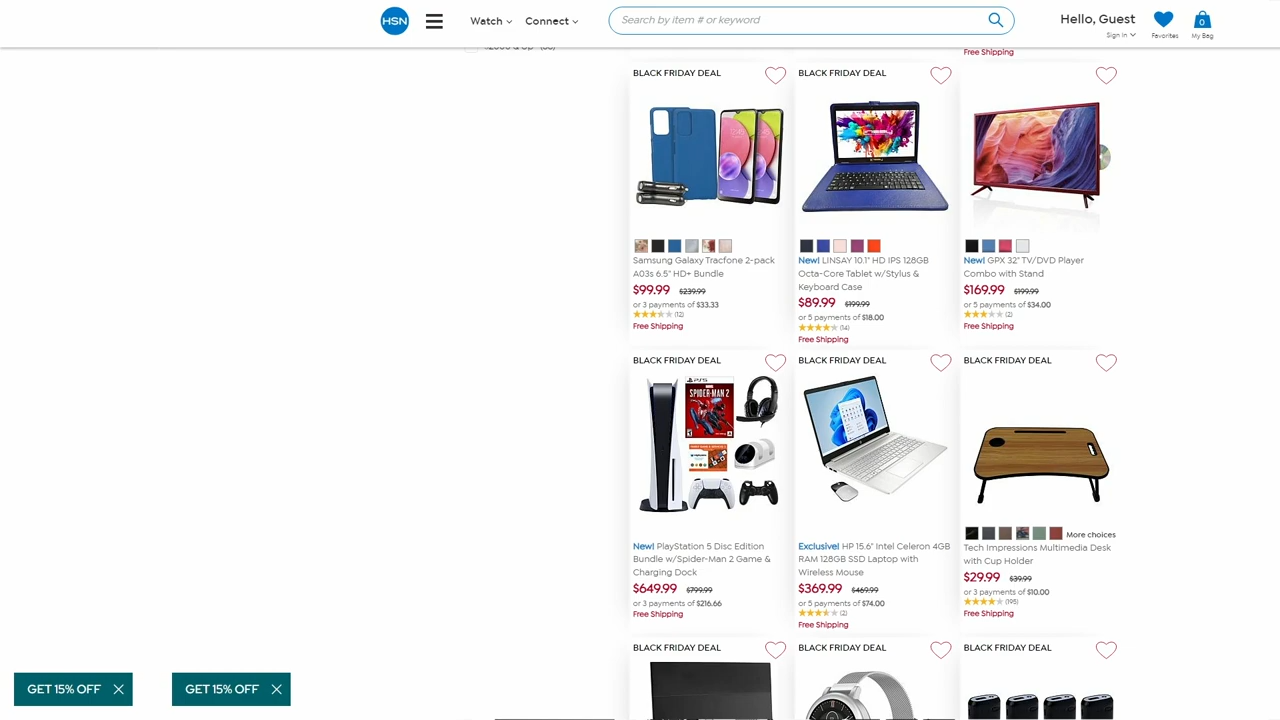 HSN
Watch
Connect
Search by item # or keyword
Hello, Guest
Sign In
Favorites
0
My Bag
Free Shipping
BLACK FRIDAY DEAL
BLACK FRIDAY DEAL
Samsung Galaxy Tracfone 2-pack
A03s 6.5" HD+ Bundle
$99.99 $239.99
or 3 payments of $33.33
(12)
Free Shipping
New! LINSAY 10.1" HD IPS 128GB
Octa-Core Tablet w/Stylus &
Keyboard Case
$89.99 $199.99
or 5 payments of $18.00
(14)
Free Shipping
New! GPX 32" TV/DVD Player
Combo with Stand
$169.99 $199.99
or 5 payments of $34.00
(2)
Free Shipping
BLACK FRIDAY DEAL
BLACK FRIDAY DEAL
BLACK FRIDAY DEAL
PS5
SPIDER-MAN 2
New! PlayStation 5 Disc Edition
Bundle w/Spider-Man 2 Game &
Charging Dock
$649.99 $799.99
or 3 payments of $216.66
Free Shipping
Exclusive! HP 15.6" Intel Celeron 4GB
RAM 128GB SSD Laptop with
Wireless Mouse
$369.99 $469.99
or 5 payments of $74.00
(2)
Free Shipping
More choices
Tech Impressions Multimedia Desk
with Cup Holder
$29.99 $39.99
or 3 payments of $10.00
(195)
Free Shipping
BLACK FRIDAY DEAL
BLACK FRIDAY DEAL
BLACK FRIDAY DEAL
GET 15% OFF
GET 15% OFF